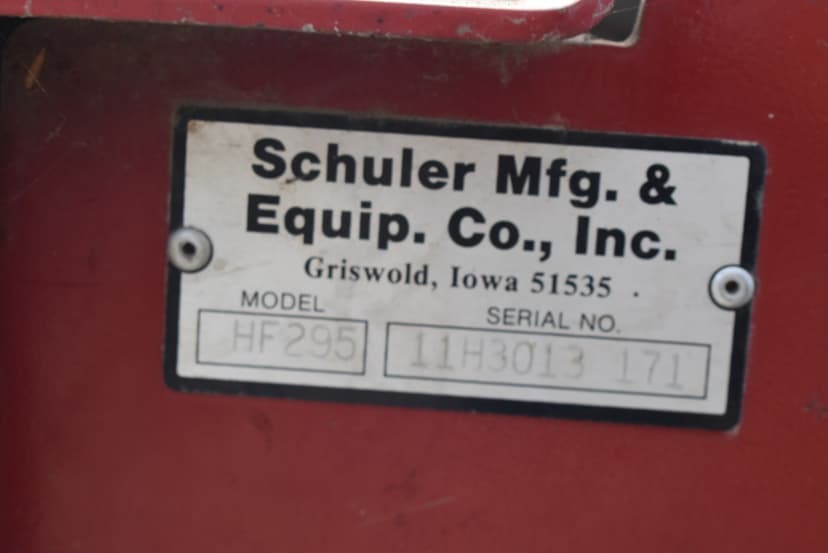 Schuler Mfg. &
Equip. Co., Inc.
Griswold, Iowa 51535
MODEL SERIAL NO.
HF295 11H3013 171